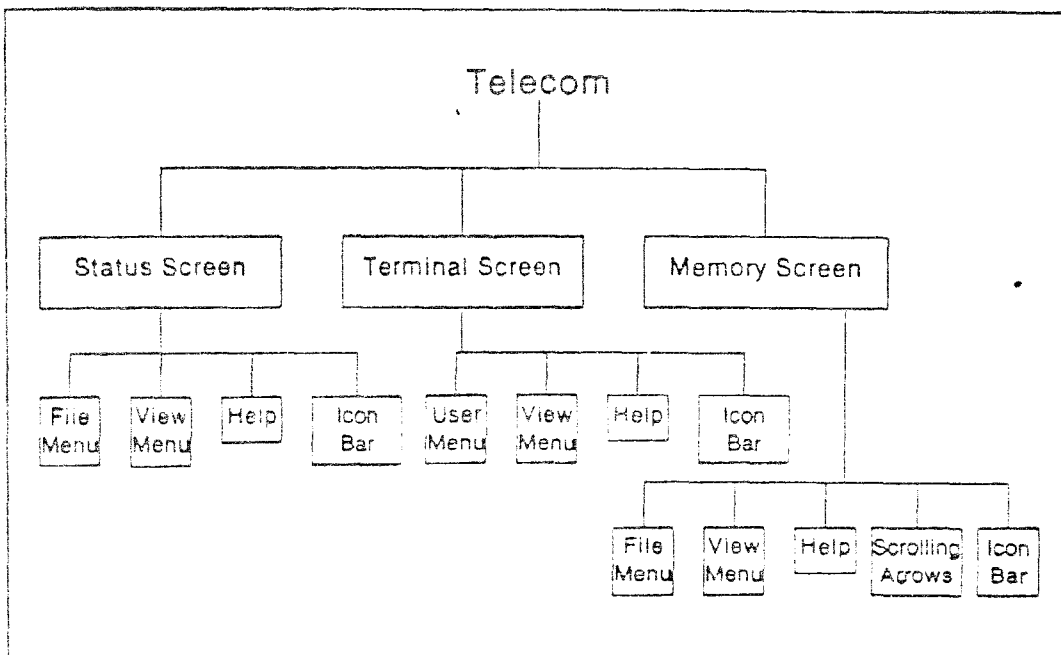 Telecom
Status Screen
Terminal Screen
Memory Screen
File
Menu
View
Menu
Help
Icon
Bar
User
Menu
View
Menu
Help
Icon
Bar
File
Menu
View
Menu
Help
Scrolling
Arrows
Icon
Bar